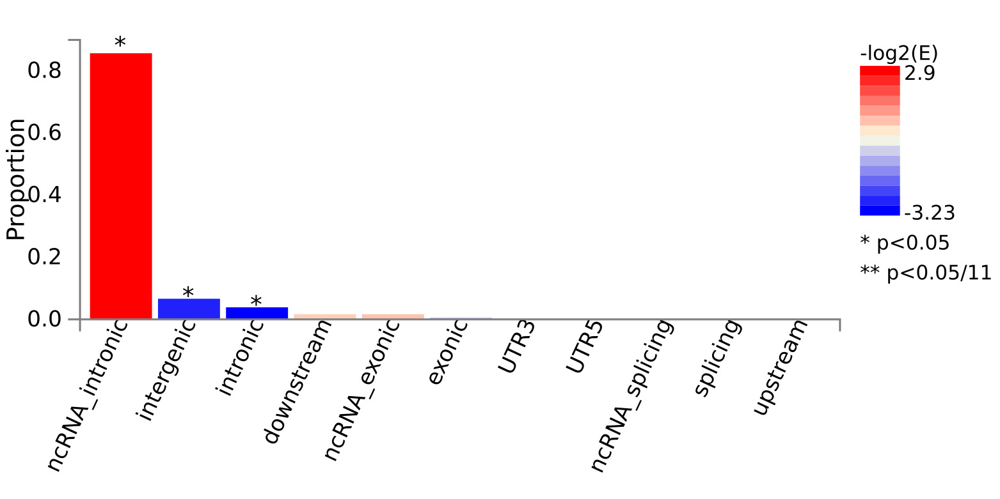 Proportion
0.8
0.6
0.4
0.2
0.0
*
*
*
ncRNA_intronic
intergenic
intronic
downstream
ncRNA_exonic
exonic
UTR3
UTR5
ncRNA_splicing
splicing
upstream
-log2(E)
2.9
-3.23
* p<0.05
** p<0.05/11